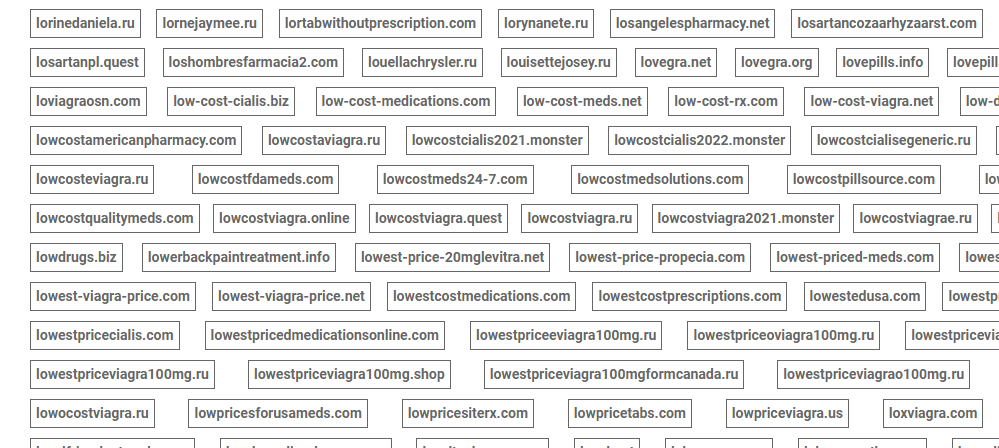 lorinedaniela.ru lornejaymee.ru lortabwithoutprescription.com lorynanete.ru losangelespharmacy.net losartancozaarhyzaarst.com
losartanpl.quest loshombresfarmacia2.com louellachrysler.ru louisettejosey.ru lovegra.net lovegra.org lovepills.info lovepill
loviagraosn.com low-cost-cialis.biz low-cost-medications.com low-cost-meds.net low-cost-rx.com low-cost-viagra.net low-d
lowcostamericanpharmacy.com lowcostaviagra.ru lowcostcialis2021.monster lowcostcialis2022.monster lowcostcialisegeneric.ru
lowcosteviagra.ru lowcostfdameds.com lowcostmeds24-7.com lowcostmedsolutions.com lowcostpillsource.com lo
lowcostqualitymeds.com lowcostviagra.online lowcostviagra.quest lowcostviagra.ru lowcostviagra2021.monster lowcostviagrae.ru
lowdrugs.biz lowerbackpaintreatment.info lowest-price-20mglevitra.net lowest-price-propecia.com lowest-priced-meds.com lowes
lowest-viagra-price.com lowest-viagra-price.net lowestcostmedications.com lowestcostprescriptions.com lowestedusa.com lowestp
lowestpricecialis.com lowestpricedmedicationsonline.com lowestpriceeviagra100mg.ru lowestpriceoviagra100mg.ru lowestpricevia
lowestpriceviagra100mg.ru lowestpriceviagra100mg.shop lowestpriceviagra100mgformcanada.ru lowestpriceviagrao100mg.ru
lowocostviagra.ru lowpricesforusameds.com lowpricesiterx.com lowpricetabs.com lowpriceviagra.us loxviagra.com